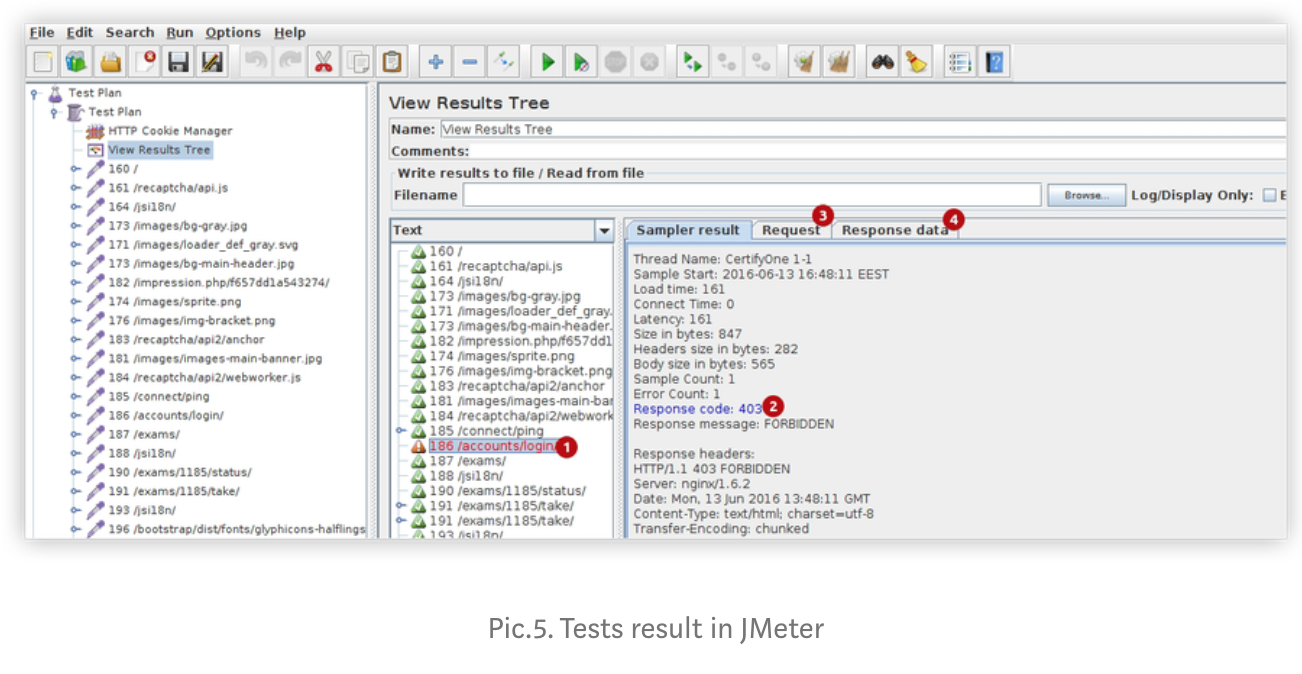 File Edit Search Run Options Help
Test Plan
Test Plan
HTTP Cookie Manager
View Results Tree
160 /
161 /recaptcha/api.js
164 /jsi18n/
173 /images/bg-gray.jpg
171 /images/loader_def_gray.svg
173 /images/bg-main-header.jpg
182 /impression.php/f657dd1a543274/
174 /images/sprite.png
176 /images/img-bracket.png
183 /recaptcha/api2/anchor
181 /images/images-main-banner.jpg
184 /recaptcha/api2/webworker.js
185 /connect/ping
186 /accounts/login/
187 /exams/
188 /jsi18n/
190 /exams/1185/status/
191 /exams/1185/take/
193 /jsi18n/
196 /bootstrap/dist/fonts/glyphicons-halflings
View Results Tree
Name: View Results Tree
Comments:
Write results to file / Read from file
Filename Browse... Log/Display Only: E
Text
160 /
161 /recaptcha/api.js
164 /jsi18n/
173 /images/bg-gray.jpg
171 /images/loader_def_gray.
173 /images/bg-main-header.
182 /impression.php/f657dd1
174 /images/sprite.png
176 /images/img-bracket.png
183 /recaptcha/api2/anchor
181 /images/images-main-bar
184 /recaptcha/api2/webwork
185 /connect/ping
186 /accounts/login/ 1
187 /exams/
188 /jsi18n/
190 /exams/1185/status/
191 /exams/1185/take/
191 /exams/1185/take/
193 /jsi18n/
Sampler result Request 3 Response data 4
Thread Name: CertifyOne 1-1
Sample Start: 2016-06-13 16:48:11 EEST
Load time: 161
Connect Time: 0
Latency: 161
Size in bytes: 847
Headers size in bytes: 282
Body size in bytes: 565
Sample Count: 1
Error Count: 1
Response code: 403 2
Response message: FORBIDDEN
Response headers:
HTTP/1.1 403 FORBIDDEN
Server: nginx/1.6.2
Date: Mon, 13 Jun 2016 13:48:11 GMT
Content-Type: text/html; charset=utf-8
Transfer-Encoding: chunked
Pic.5. Tests result in JMeter